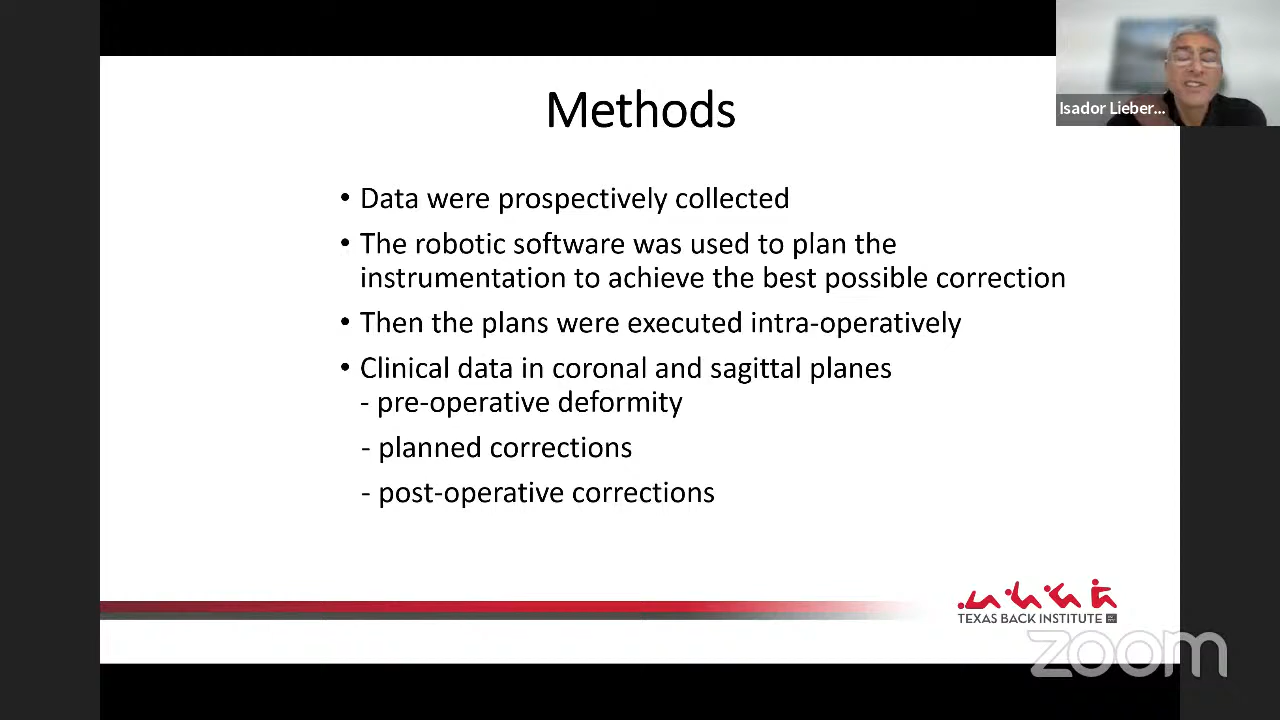 Methods
Isador Lieber...
• Data were prospectively collected
• The robotic software was used to plan the
instrumentation to achieve the best possible correction
• Then the plans were executed intra-operatively
• Clinical data in coronal and sagittal planes
- pre-operative deformity
- planned corrections
- post-operative corrections
TEXAS BACK INSTITUTE
zoom